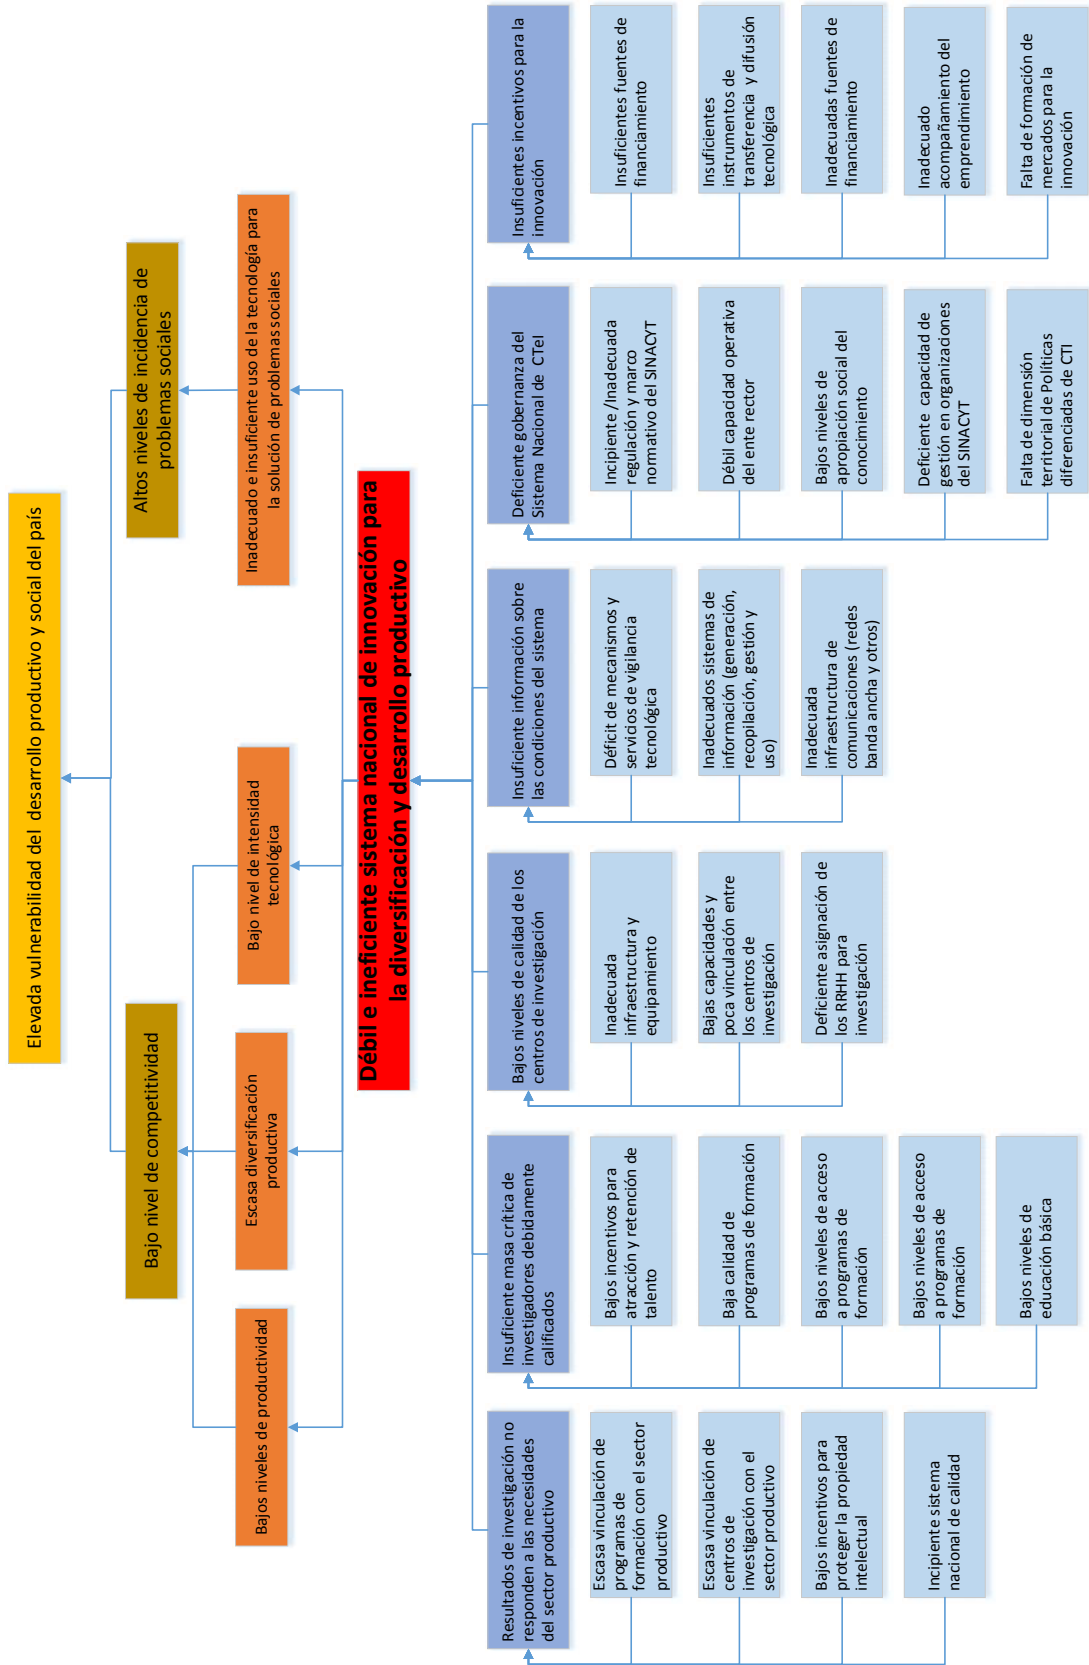 Elevada vulnerabilidad del desarrollo productivo y social del país
Bajo nivel de competitividad
Altos niveles de incidencia de
problemas sociales
Bajos niveles de productividad
Escasa diversificación
productiva
Bajo nivel de intensidad
tecnológica
Inadecuado e insuficiente uso de la tecnología para
la solución de problemas sociales
Débil e ineficiente sistema nacional de innovación para
la diversificación y desarrollo productivo
Resultados de investigación no
responden a las necesidades
del sector productivo
Escasa vinculación de
programas de
formación con el sector
productivo
Escasa vinculación de
centros de
investigación con el
sector productivo
Bajos incentivos para
proteger la propiedad
intelectual
Incipiente sistema
nacional de calidad
Insuficiente masa crítica de
investigadores debidamente
calificados
Bajos incentivos para
atracción y retención de
talento
Baja calidad de
programas de formación
Bajos niveles de acceso
a programas de
formación
Bajos niveles de acceso
a programas de
formación
Bajos niveles de
educación básica
Bajos niveles de calidad de los
centros de investigación
Inadecuada
infraestructura y
equipamiento
Bajas capacidades y
poca vinculación entre
los centros de
investigación
Deficiente asignación de
los RRHH para
investigación
Insuficiente información sobre
las condiciones del sistema
Déficit de mecanismos y
servicios de vigilancia
tecnológica
Inadecuados sistemas de
información (generación,
recopilación, gestión y
uso)
Inadecuada
infraestructura de
comunicaciones (redes
banda ancha y otros)
Deficiente gobernanza del
Sistema Nacional de CTeI
Incipiente /Inadecuada
regulación y marco
normativo del SINACYT
Débil capacidad operativa
del ente rector
Bajos niveles de
apropiación social del
conocimiento
Deficiente capacidad de
gestión en organizaciones
del SINACYT
Falta de dimensión
territorial de Políticas
diferenciadas de CTI
Insuficientes incentivos para la
innovación
Insuficientes fuentes de
financiamiento
Insuficientes
instrumentos de
transferencia y difusión
tecnológica
Inadecuadas fuentes de
financiamiento
Inadecuado
acompañamiento del
emprendimiento
Falta de formación de
mercados para la
innovación